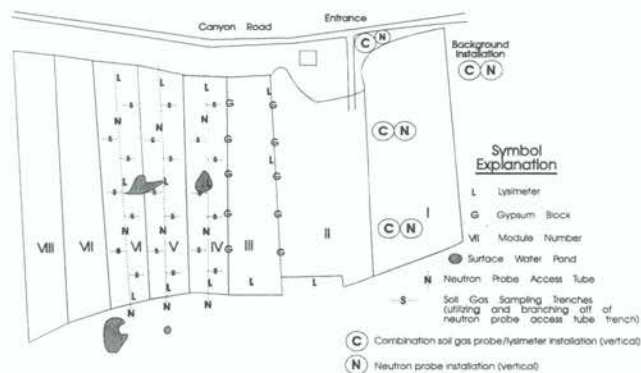 Canyon Road
Entrance
C N
Background
Installation
C N
L L L L
S S S G G
N N N
S S S G G
C N
S S S G L
L L L G
S S S
S S S G G
N N N
VIII VII VI V IV III II I
S S S G G
C N
S S S
L L L L L
N N N
Symbol
Explanation
L Lysimeter
G Gypsum Block
VII Module Number
Surface Water Pond
N Neutron Probe Access Tube
S Soil Gas Sampling Trenches
(utilizing and branching off of
neutron probe access tube trench)
C Combination soil gas probe/lysimeter installation (vertical)
N Neutron probe installation (vertical)